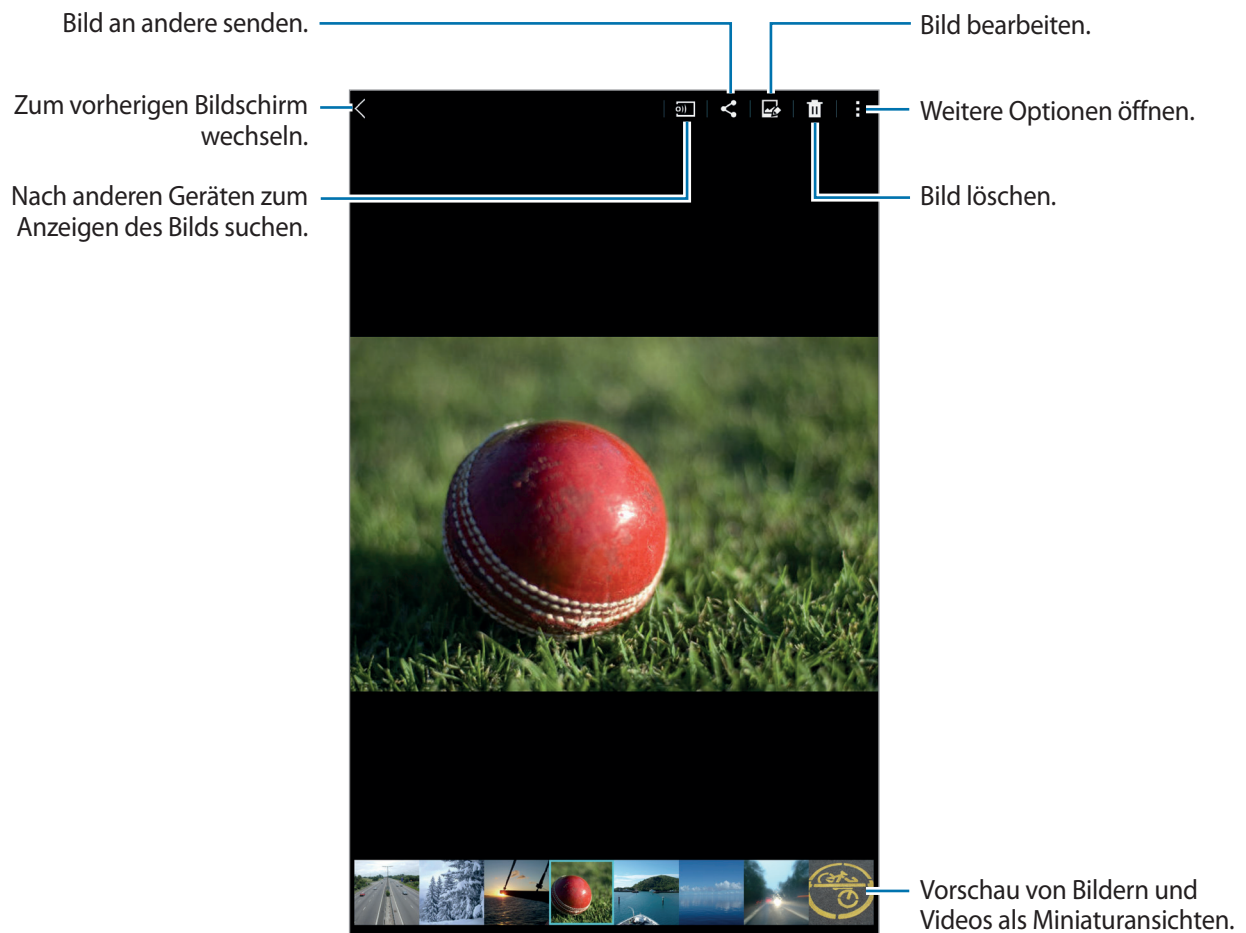 Bild an andere senden.
Bild bearbeiten.
Zum vorherigen Bildschirm
wechseln.
Weitere Optionen öffnen.
Nach anderen Geräten zum
Anzeigen des Bilds suchen.
Bild löschen.
Vorschau von Bildern und
Videos als Miniaturansichten.